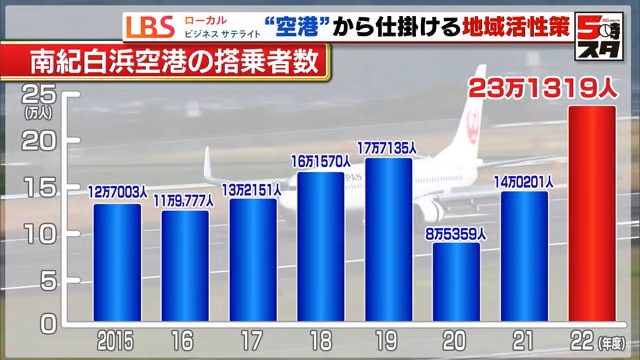 LBS ローカル ビジネス サテライト
“空港”から仕掛ける地域活性策
5時スタ
南紀白浜空港の搭乗者数
23万1319人
25
(万人)
20
15
10
5
0
12万7003人
11万9,777人
13万2151人
16万1570人
17万7135人
8万5359人
14万0201人
2015 16 17 18 19 20 21 22(年度)